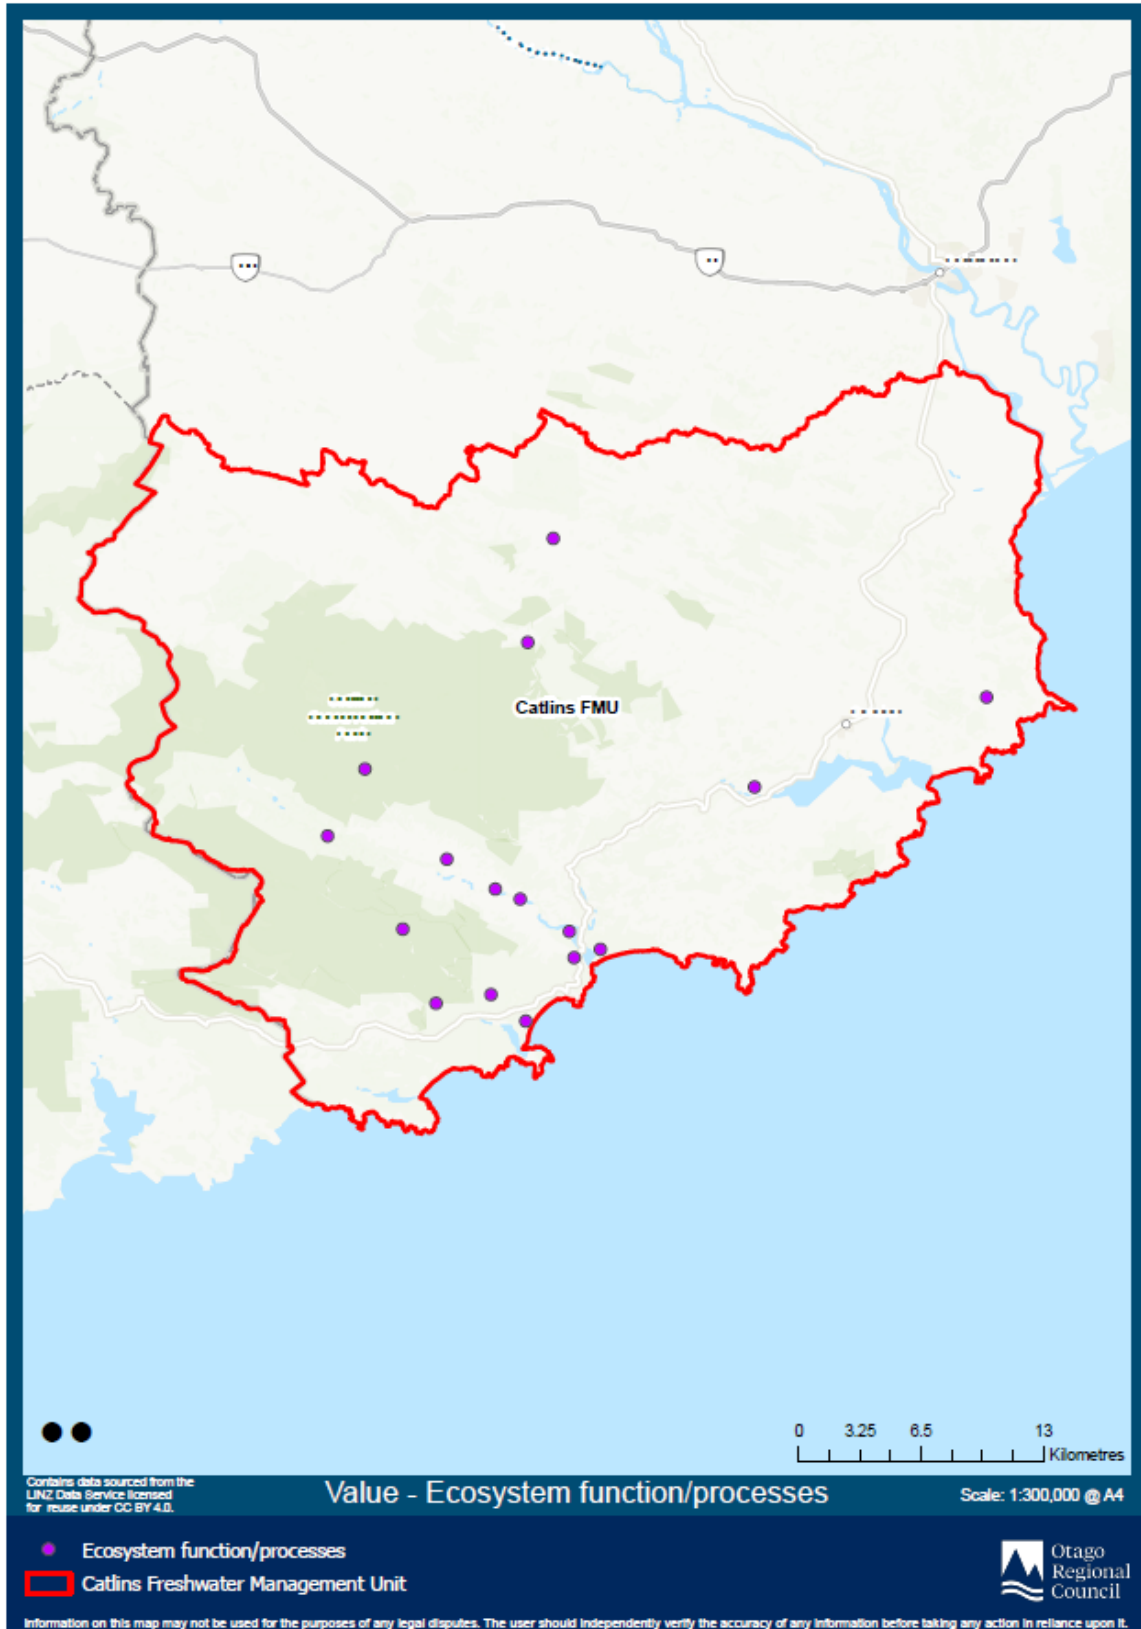 Catlins FMU
0 3.25 6.5 13
Kilometres
Contains data sourced from the
LINZ Data Service licensed
for reuse under CC BY 4.0.
Value - Ecosystem function/processes
Scale: 1:300,000 @ A4
Ecosystem function/processes
Catlins Freshwater Management Unit
Otago
Regional
Council
Information on this map may not be used for the purposes of any legal disputes. The user should independently verify the accuracy of any information before taking any action in reliance upon it.